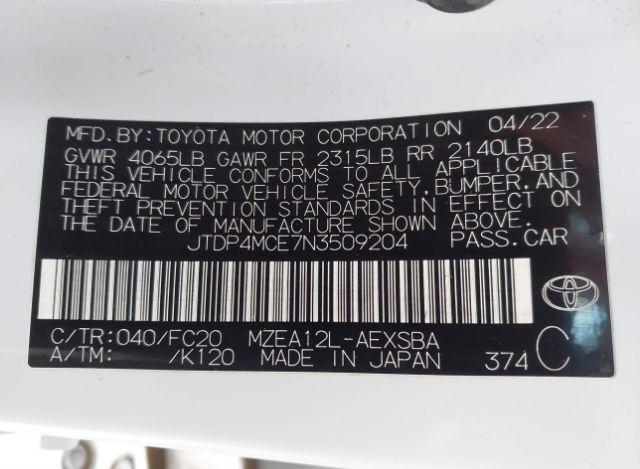 MFD.BY:TOYOTA MOTOR CORPORATION 04/22
GVWR 4065LB GAWR FR 2315LB RR 2140LB
THIS VEHICLE CONFORMS TO ALL APPLICABLE
FEDERAL MOTOR VEHICLE SAFETY,BUMPER,AND
THEFT PREVENTION STANDARDS IN EFFECT ON
THE DATE OF MANUFACTURE SHOWN ABOVE.
JTDP4MCE7N3509204 PASS.CAR
C/TR:040/FC20 MZEA12L-AEXSBA
A/TM: /K120 MADE IN JAPAN 374 C